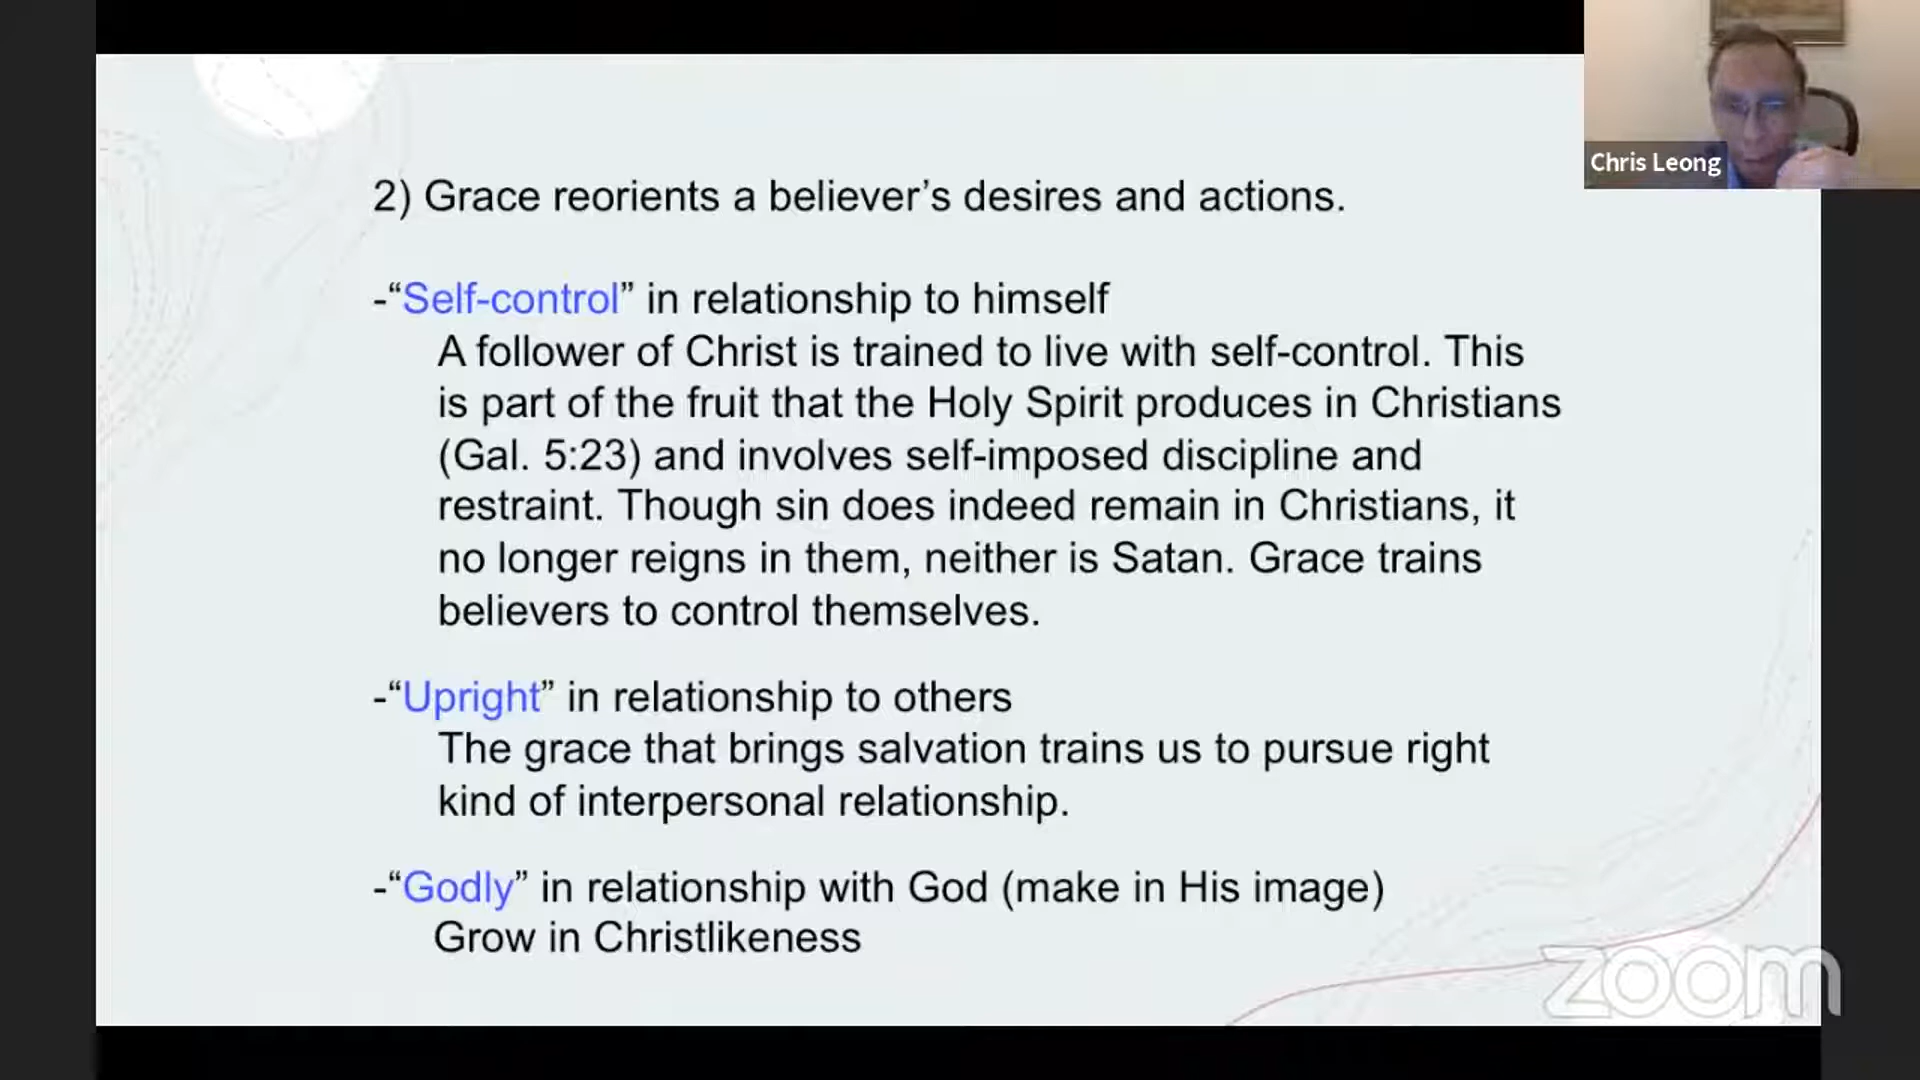 Chris Leong
2) Grace reorients a believer’s desires and actions.
-“Self-control” in relationship to himself
A follower of Christ is trained to live with self-control. This
is part of the fruit that the Holy Spirit produces in Christians
(Gal. 5:23) and involves self-imposed discipline and
restraint. Though sin does indeed remain in Christians, it
no longer reigns in them, neither is Satan. Grace trains
believers to control themselves.
-“Upright” in relationship to others
The grace that brings salvation trains us to pursue right
kind of interpersonal relationship.
-“Godly” in relationship with God (make in His image)
Grow in Christlikeness
zoom